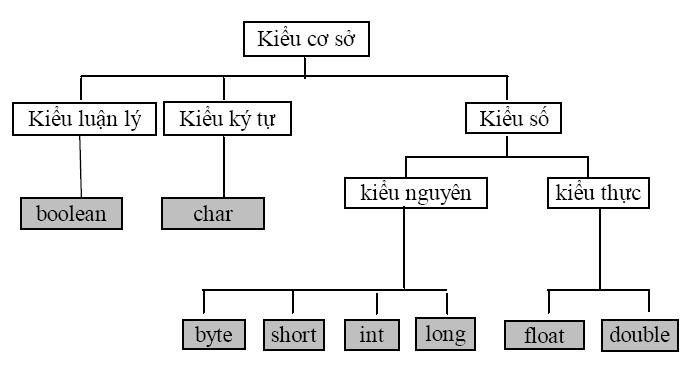 Kiểu cơ sở
Kiểu luận lý
Kiểu ký tự
Kiểu số
boolean
char
kiểu nguyên
kiểu thực
byte
short
int
long
float
double